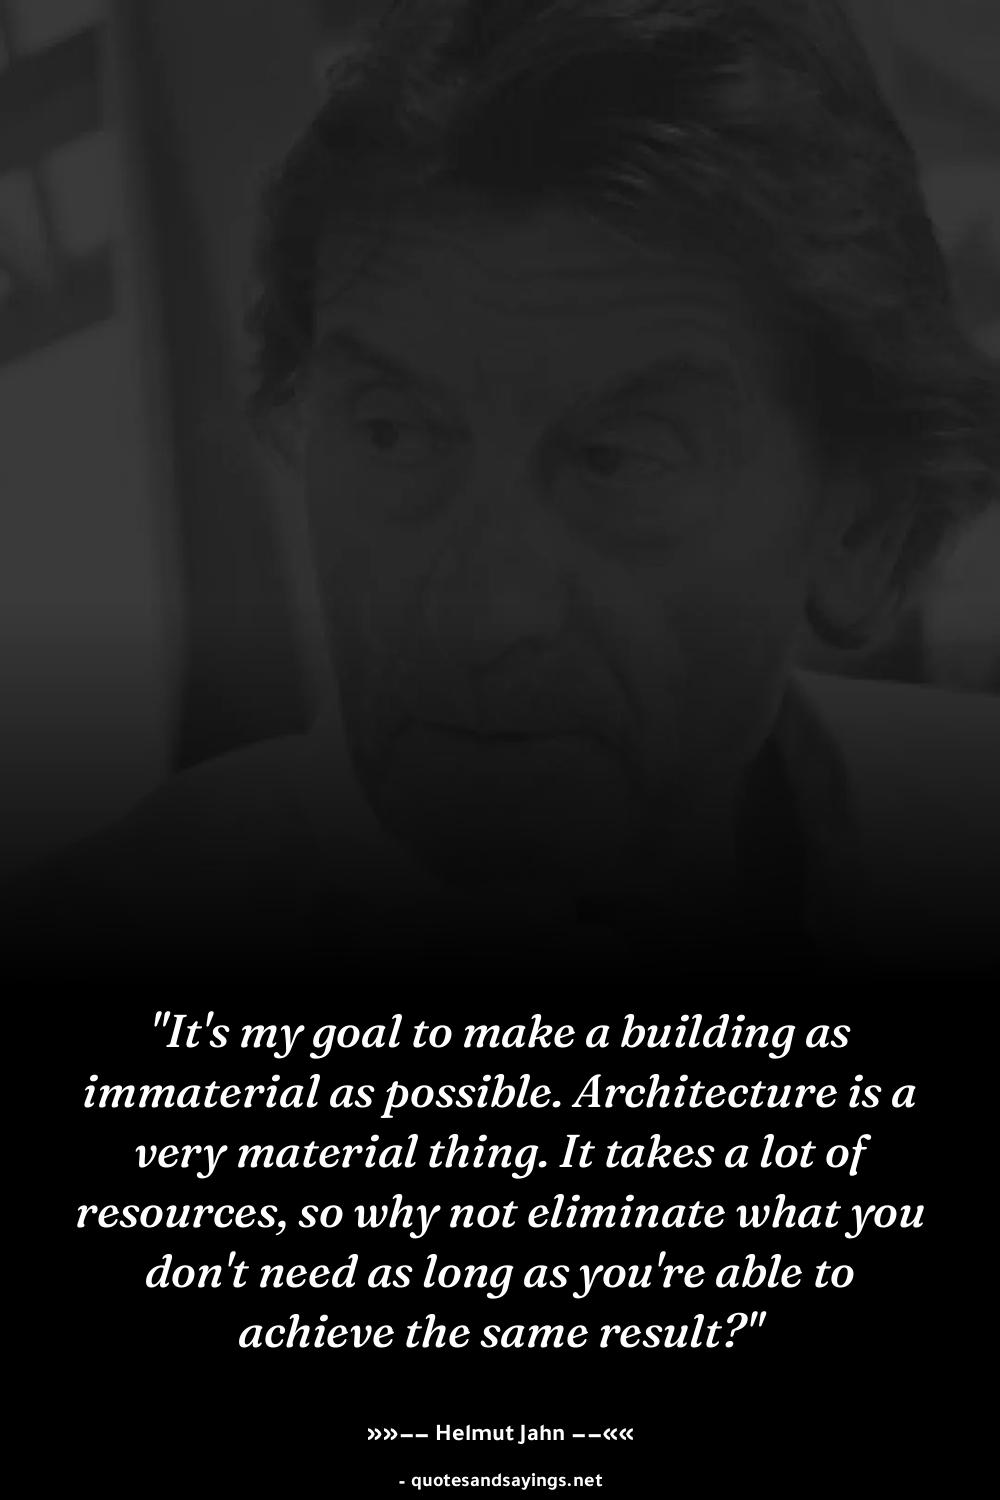 "It's my goal to make a building as
immaterial as possible. Architecture is a
very material thing. It takes a lot of
resources, so why not eliminate what you
don't need as long as you're able to
achieve the same result?"
»»–– Helmut Jahn ––««
- quotesandsayings.net